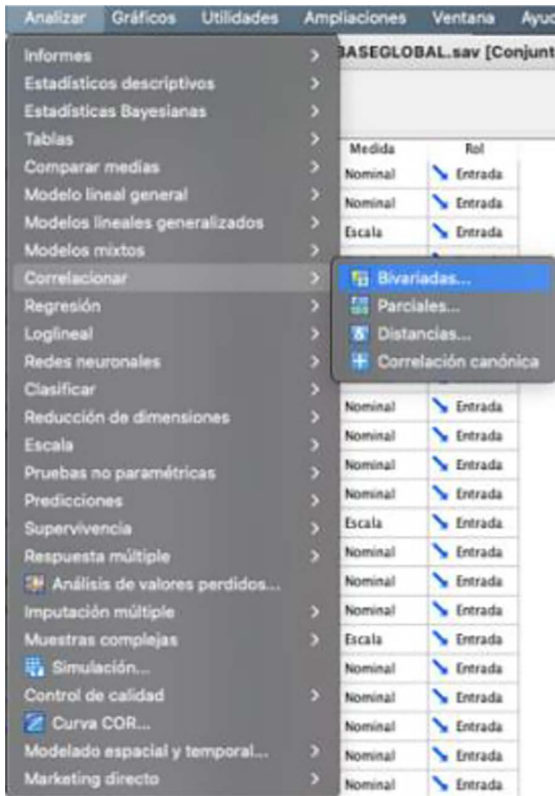 Analizar Gráficos Utilidades Ampliaciones Ventana Ayu
BASEGLOBAL.sav [Conjunt
Informes
Estadísticos descriptivos
Estadísticas Bayesianas
Tablas
Comparar medias
Modelo lineal general
Modelos lineales generalizados
Modelos mixtos
Correlacionar
Regresión
Loglineal
Redes neuronales
Clasificar
Reducción de dimensiones
Escala
Pruebas no paramétricas
Predicciones
Supervivencia
Respuesta múltiple
Análisis de valores perdidos...
Imputación múltiple
Muestras complejas
Simulación...
Control de calidad
Curva COR...
Modelado espacial y temporal...
Marketing directo
Bivariadas...
Parciales...
Distancias...
Correlación canónica
Medida Rol
Nominal Entrada
Nominal Entrada
Escala Entrada
Nominal Entrada
Nominal Entrada
Nominal Entrada
Nominal Entrada
Escala Entrada
Nominal Entrada
Nominal Entrada
Nominal Entrada
Escala Entrada
Nominal Entrada
Nominal Entrada
Nominal Entrada
Nominal Entrada
Nominal Entrada